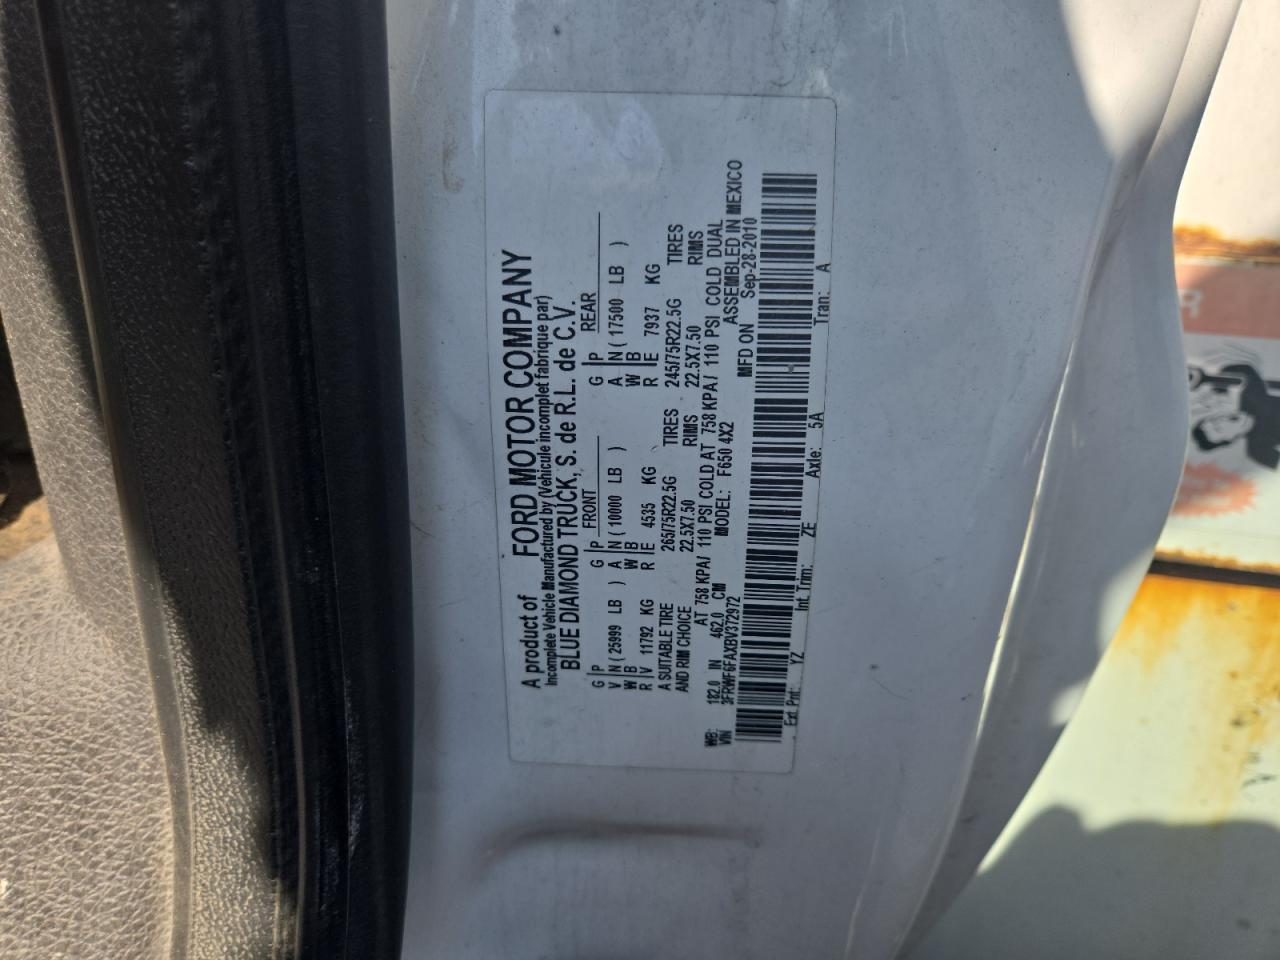 A product of FORD MOTOR COMPANY
Incomplete Vehicle Manufactured by (Vehicule incomplet fabrique par)
BLUE DIAMOND TRUCK, S. de R.L. de C.V.
FRONT REAR
G P G P G P
V N ( 25999 LB ) A N ( 10000 LB ) A N ( 17500 LB )
W B W B W B
R V 11792 KG R E 4535 KG R E 7937 KG
A SUITABLE TIRE 265/75R22.5G TIRES 245/75R22.5G TIRES
AND RIM CHOICE 22.5X7.50 RIMS 22.5X7.50 RIMS
AT 758 KPA/ 110 PSI COLD AT 758 KPA/ 110 PSI COLD DUAL
WB: 182.0 IN 462.0 CM MODEL: F650 4X2 ASSEMBLED IN MEXICO
VIN 3FRWF6FAXBV372972 MFD ON Sep-28-2010
Ext. Pnt: YZ Int. Trim: ZE Axle: 5A Tran: A
R